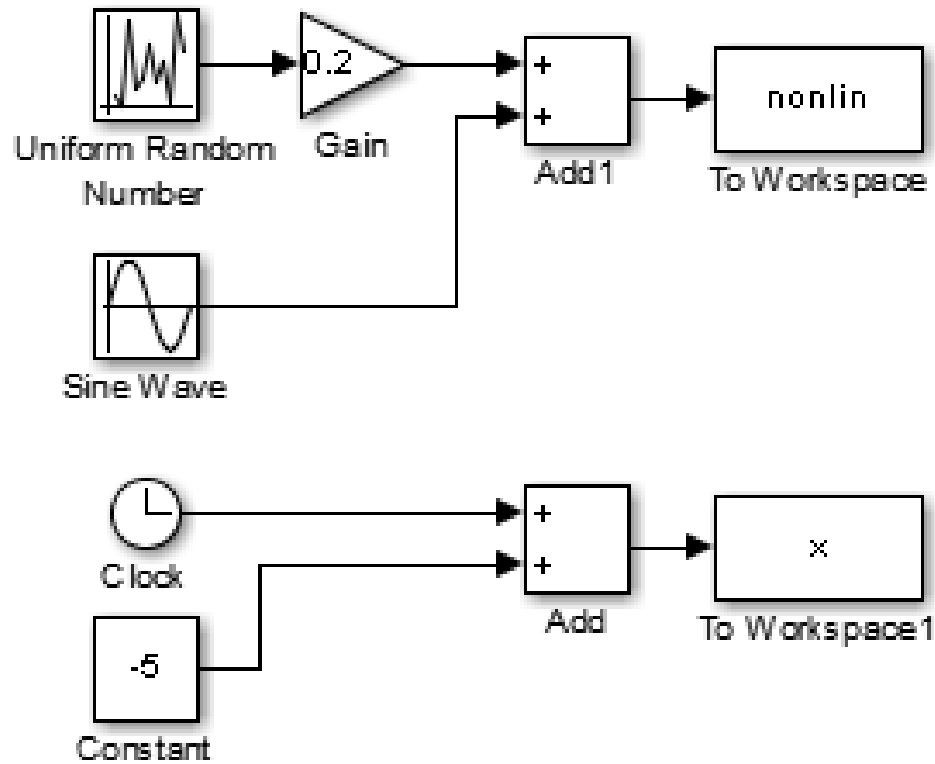 0.2
+
+
nonlin
Uniform Random
Number
Gain
Add1
To Workspace
Sine Wave
+
+
x
Clock
Add
To Workspace1
-5
Constant